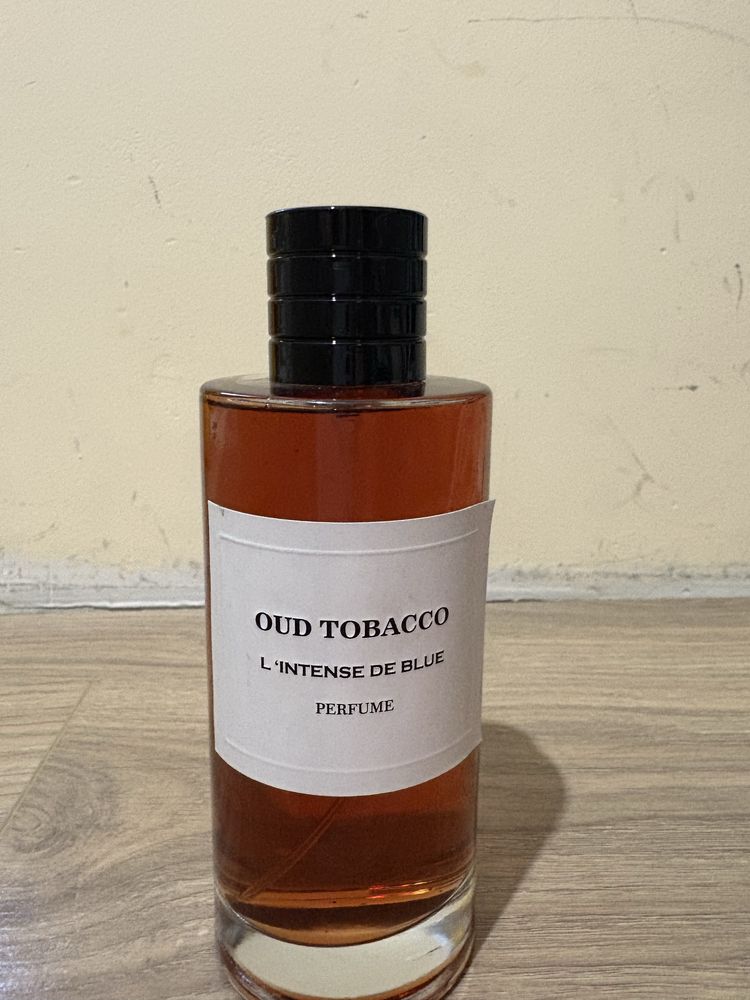 OUD TOBACCO
L ‘INTENSE DE BLUE
PERFUME